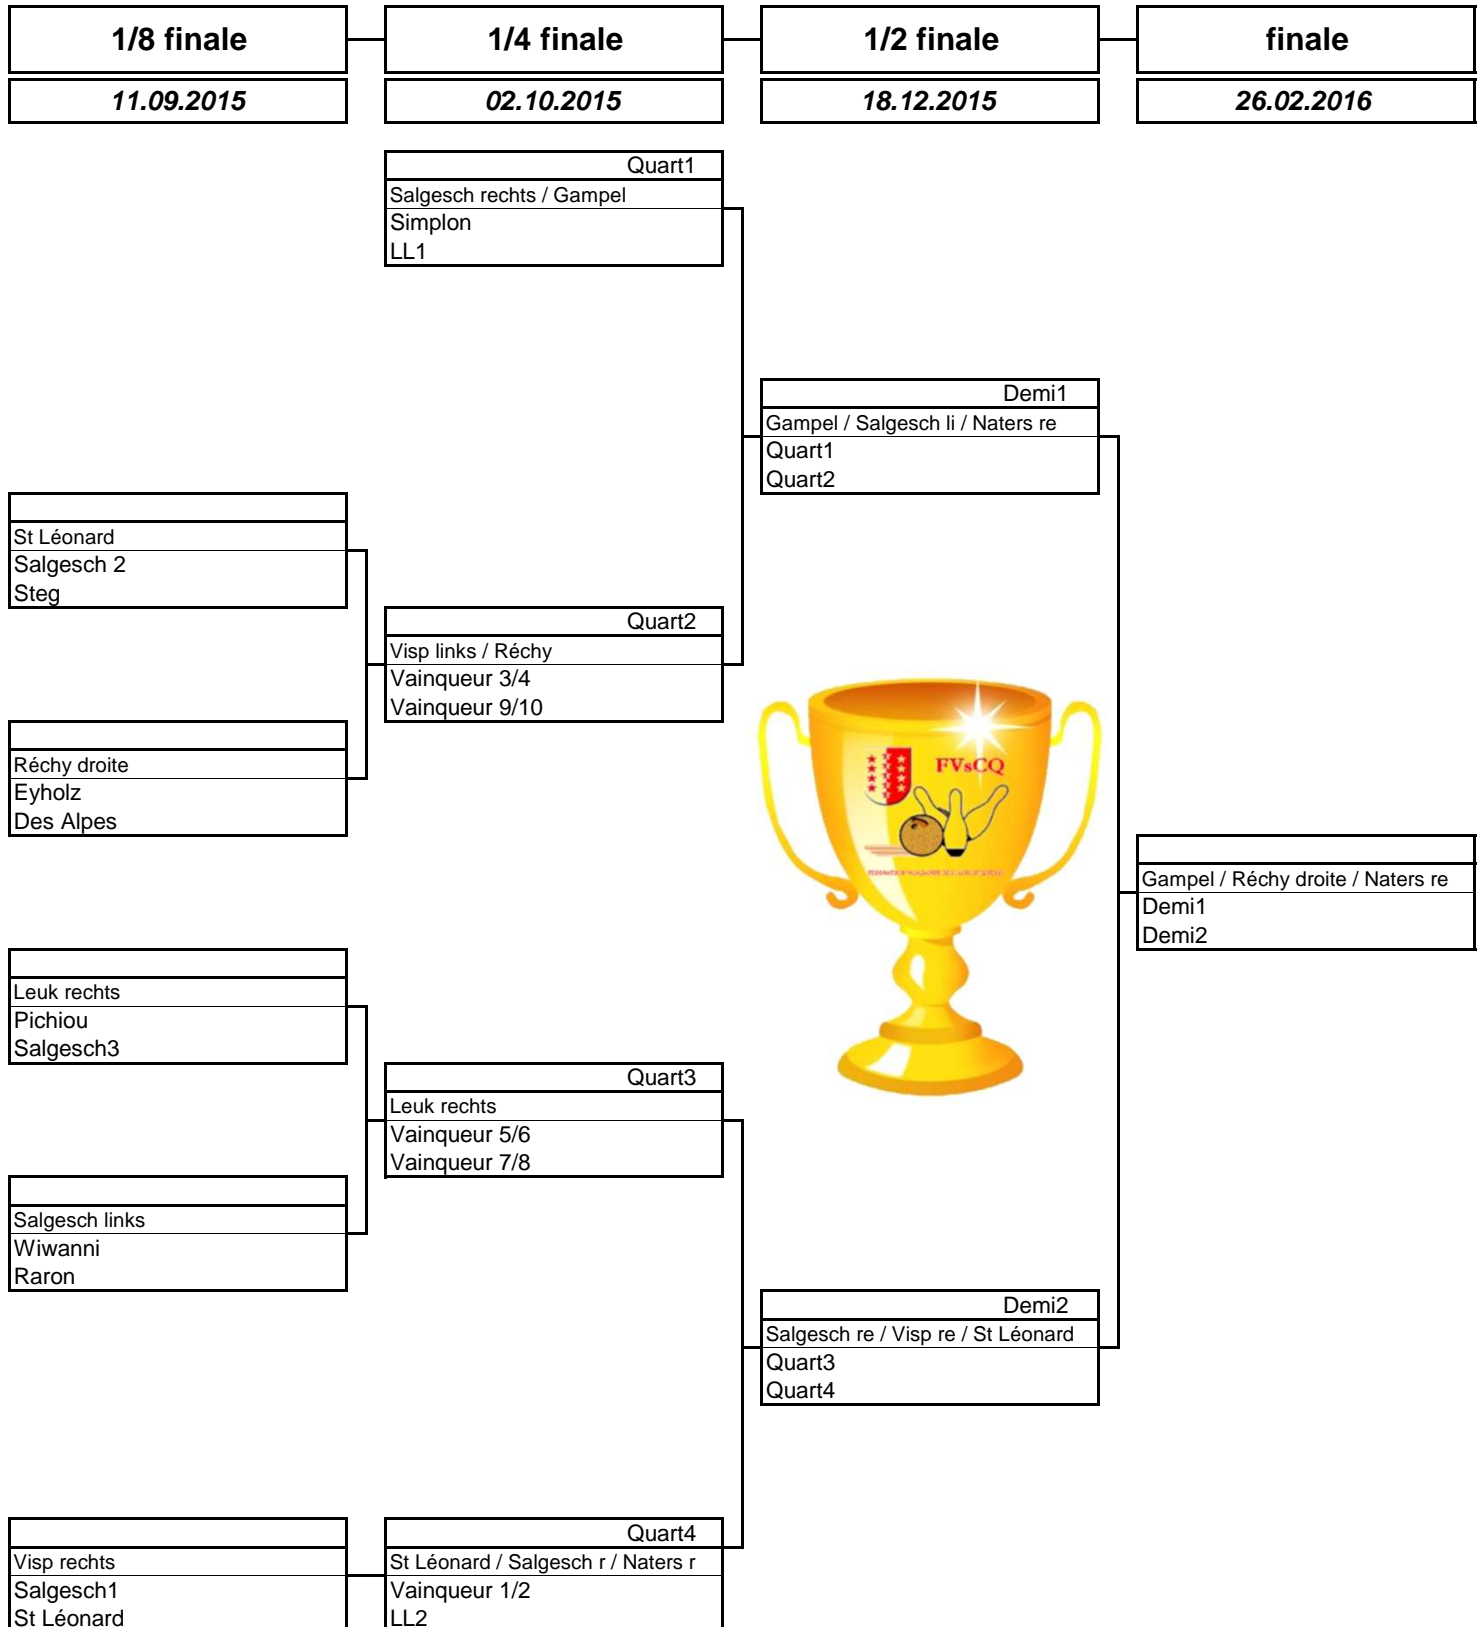 1/8 finale
1/4 finale
1/2 finale
finale
11.09.2015
02.10.2015
18.12.2015
26.02.2016
Quart1
Salgesch rechts / Gampel
Simplon
LL1
Demi1
Gampel / Salgesch li / Naters re
Quart1
Quart2
St Léonard
Salgesch 2
Steg
Quart2
Visp links / Réchy
Vainqueur 3/4
Vainqueur 9/10
Réchy droite
Eyholz
Des Alpes
FVsCQ
Gampel / Réchy droite / Naters re
Demi1
Demi2
Leuk rechts
Pichiou
Salgesch3
Quart3
Leuk rechts
Vainqueur 5/6
Vainqueur 7/8
Salgesch links
Wiwanni
Raron
Demi2
Salgesch re / Visp re / St Léonard
Quart3
Quart4
Visp rechts
Salgesch1
St Léonard
Quart4
St Léonard / Salgesch r / Naters r
Vainqueur 1/2
LL2